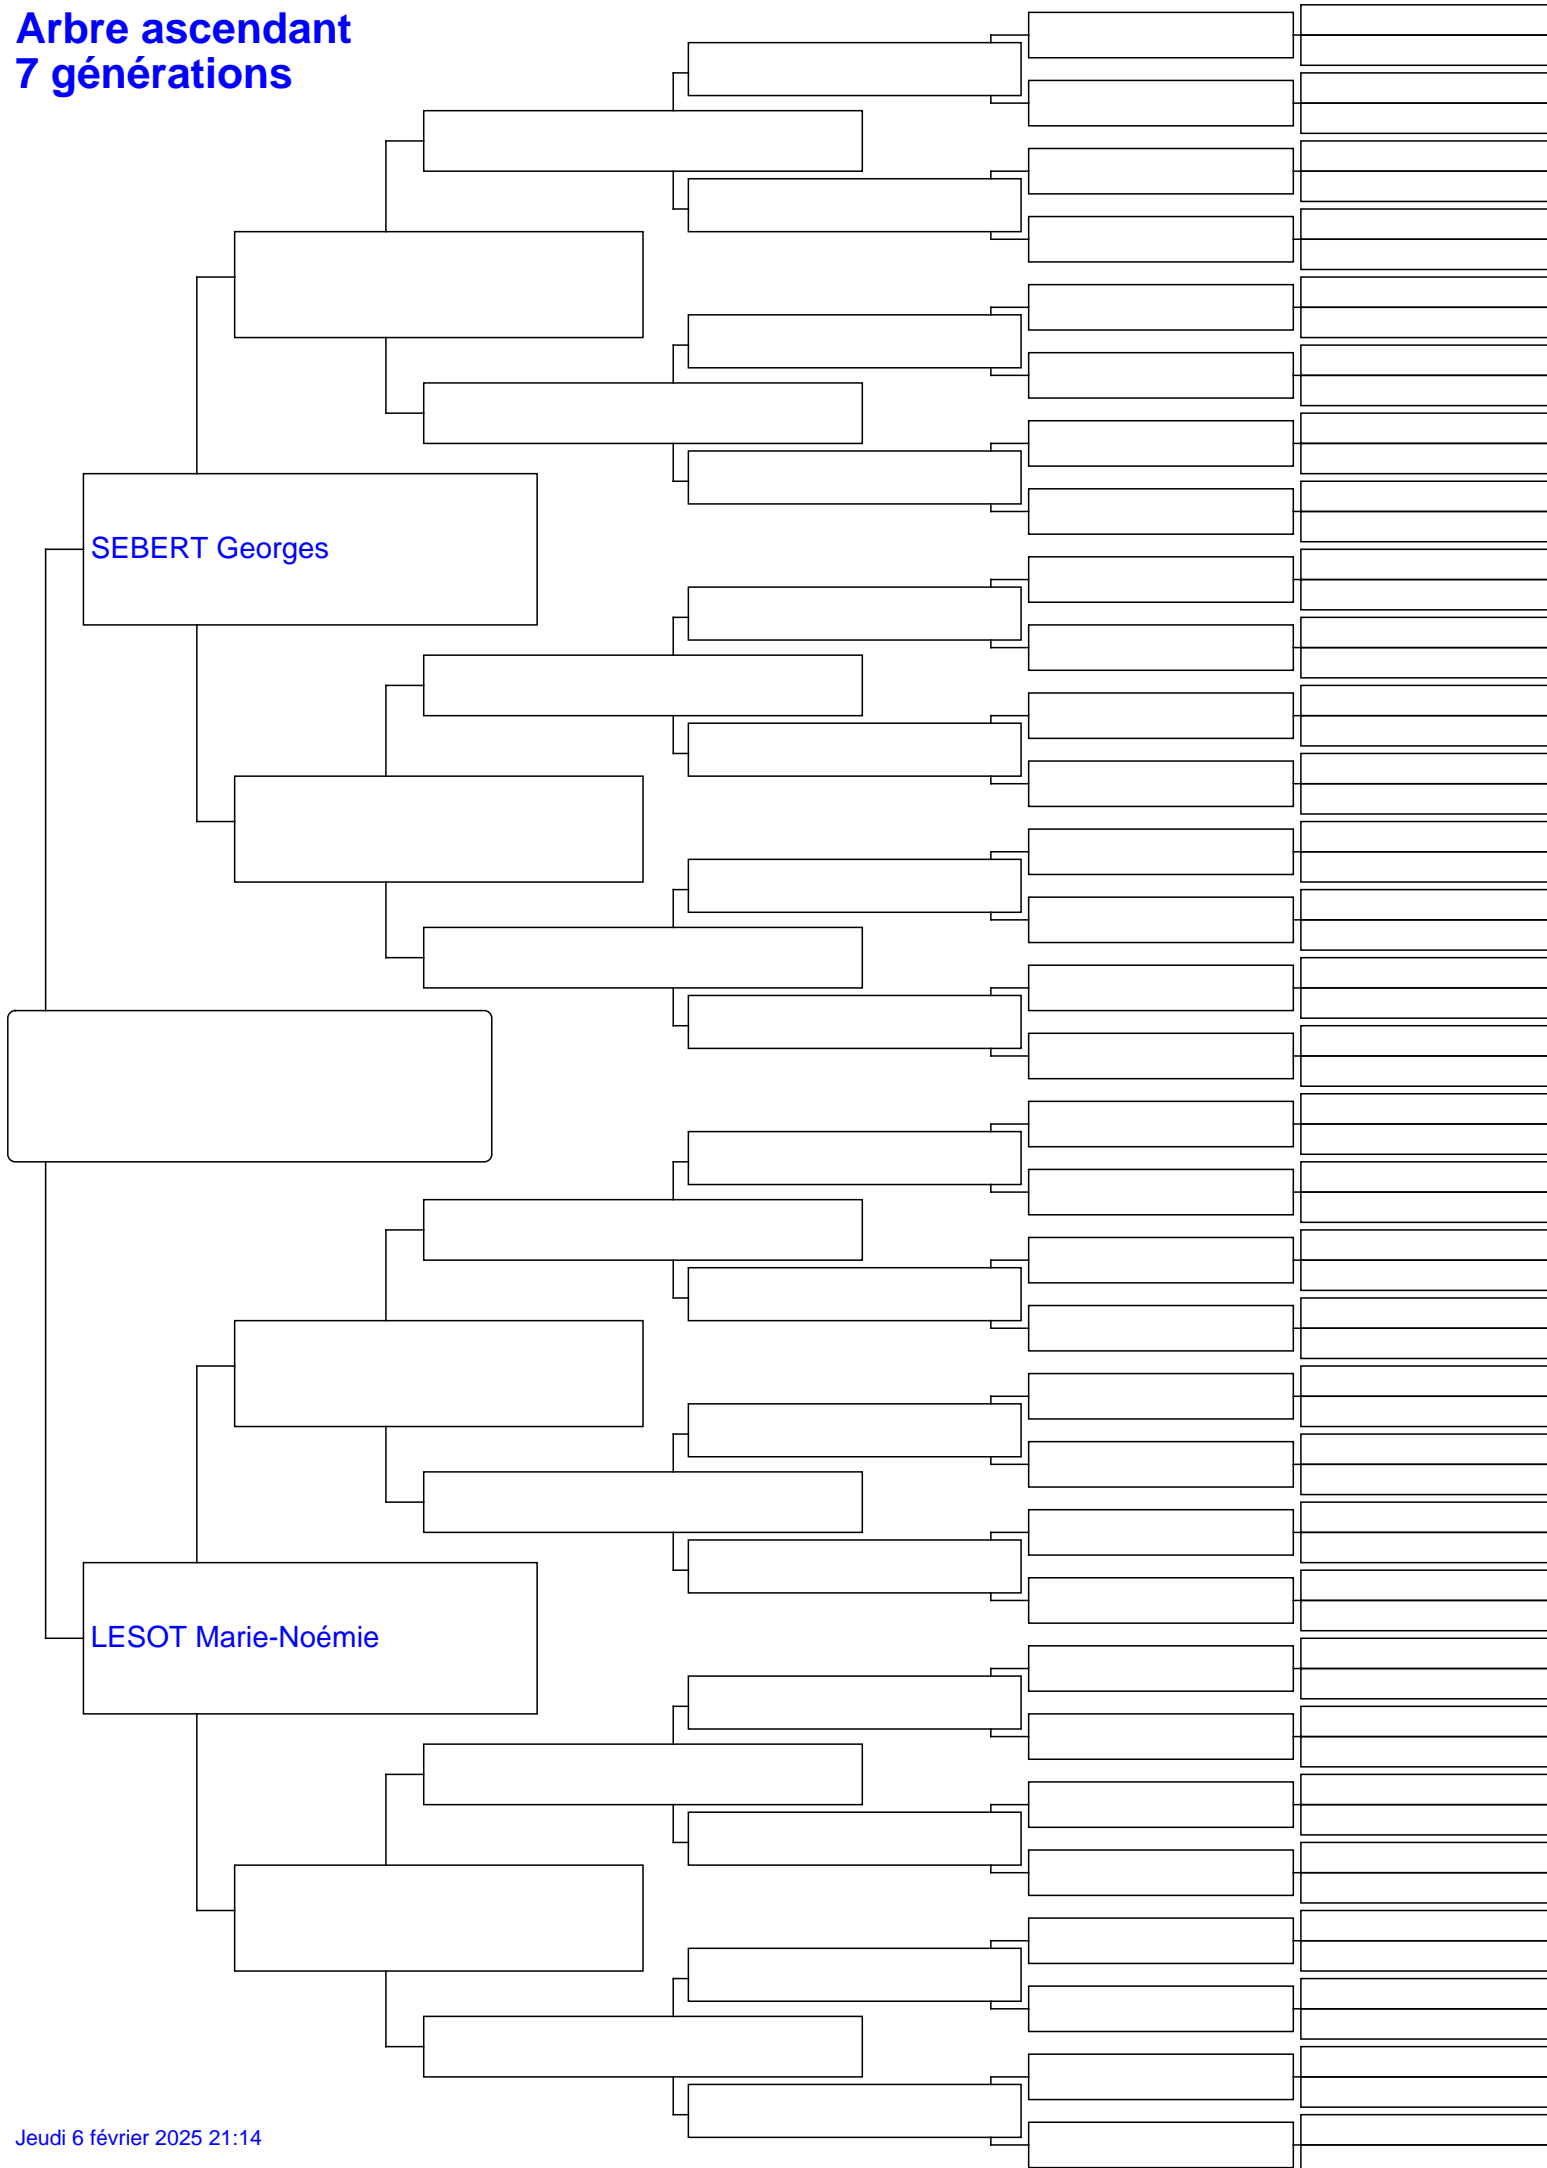 Arbre ascendant
7 générations
SEBERT Georges
LESOT Marie-Noémie
Jeudi 6 février 2025 21:14